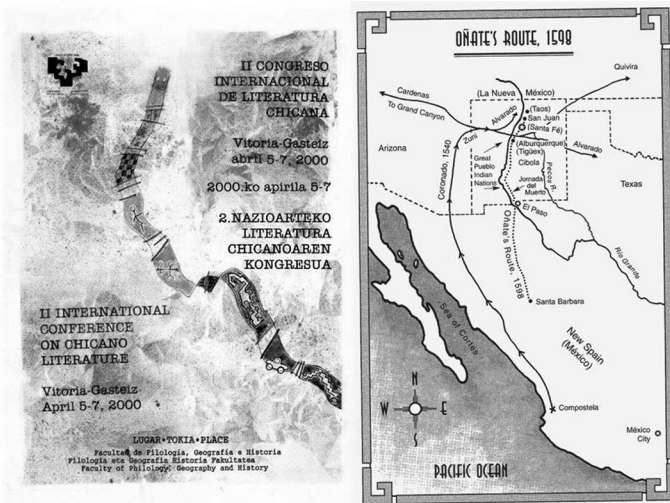 II CONGRESO
INTERNACIONAL
DE LITERATURA
CHICANA
Vitoria-Gasteiz
abril 5-7, 2000
2000.ko apirila 5-7
2.NAZIOARTEKO
LITERATURA
CHICANOAREN
KONGRESUA
II INTERNATIONAL
CONFERENCE
ON CHICANO
LITERATURE
Vitoria-Gasteiz
April 5-7, 2000
LUGAR•TOKIA•PLACE
Facultad de Filología, Geografía e Historia
Filologia eta Geografia Historia Fakultatea
Faculty of Philology, Geography and History
OÑATE'S ROUTE, 1598
Quivira
Cardenas
(La Nueva México)
To Grand Canyon
Alvarado
(Taos)
San Juan
(Santa Fé)
Zuni
(Alburquerque)
(Tigüex)
Alvarado
Arizona
Coronado, 1540
Great
Pueblo
Indian
Nations
Cibola
Pecos R.
Texas
Jornada
del
Muerto
El Paso
Oñate's Route, 1598
Rio Grande
Santa Barbara
Sea of Cortés
New Spain
(México)
N
W E
S
Compostela
México
City
PACIFIC OCEAN